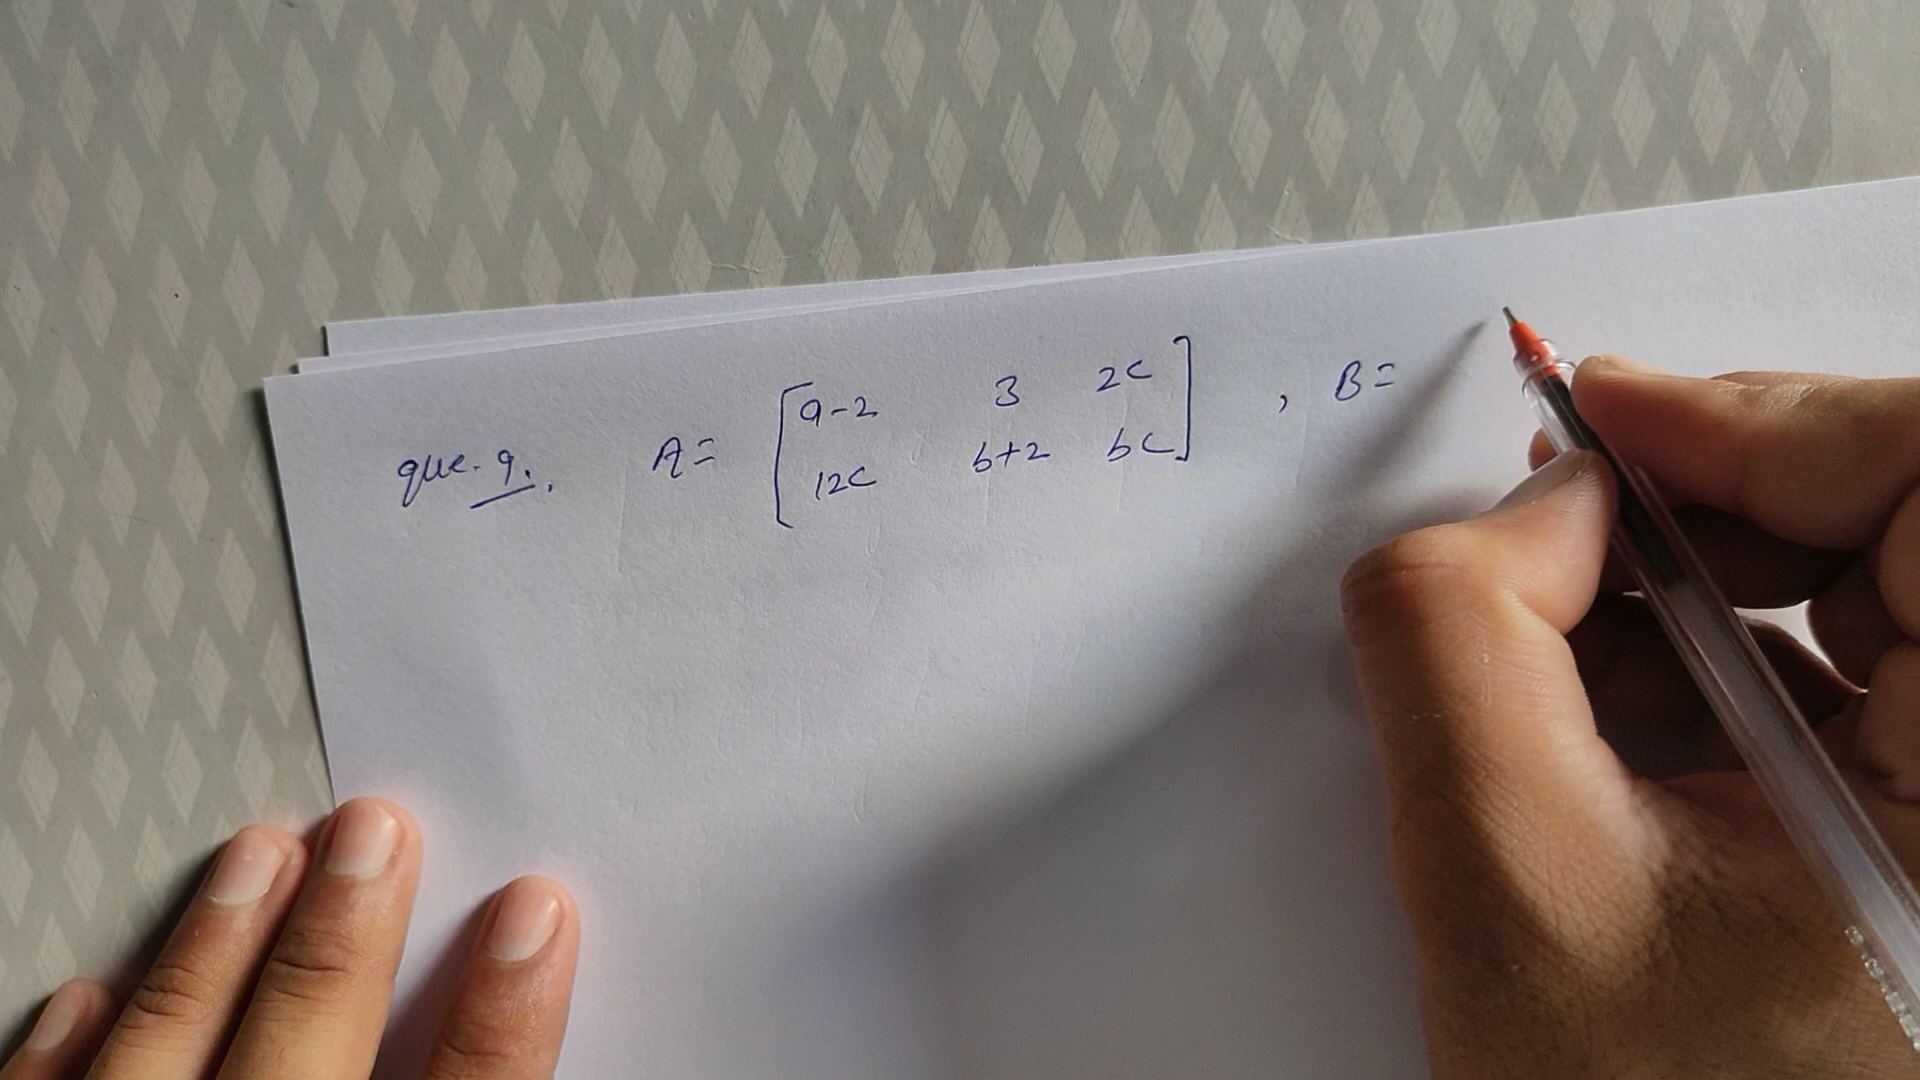 que. 9. A = [ a-2 3 2c ] , B =
[ 12c b+2 bc ]